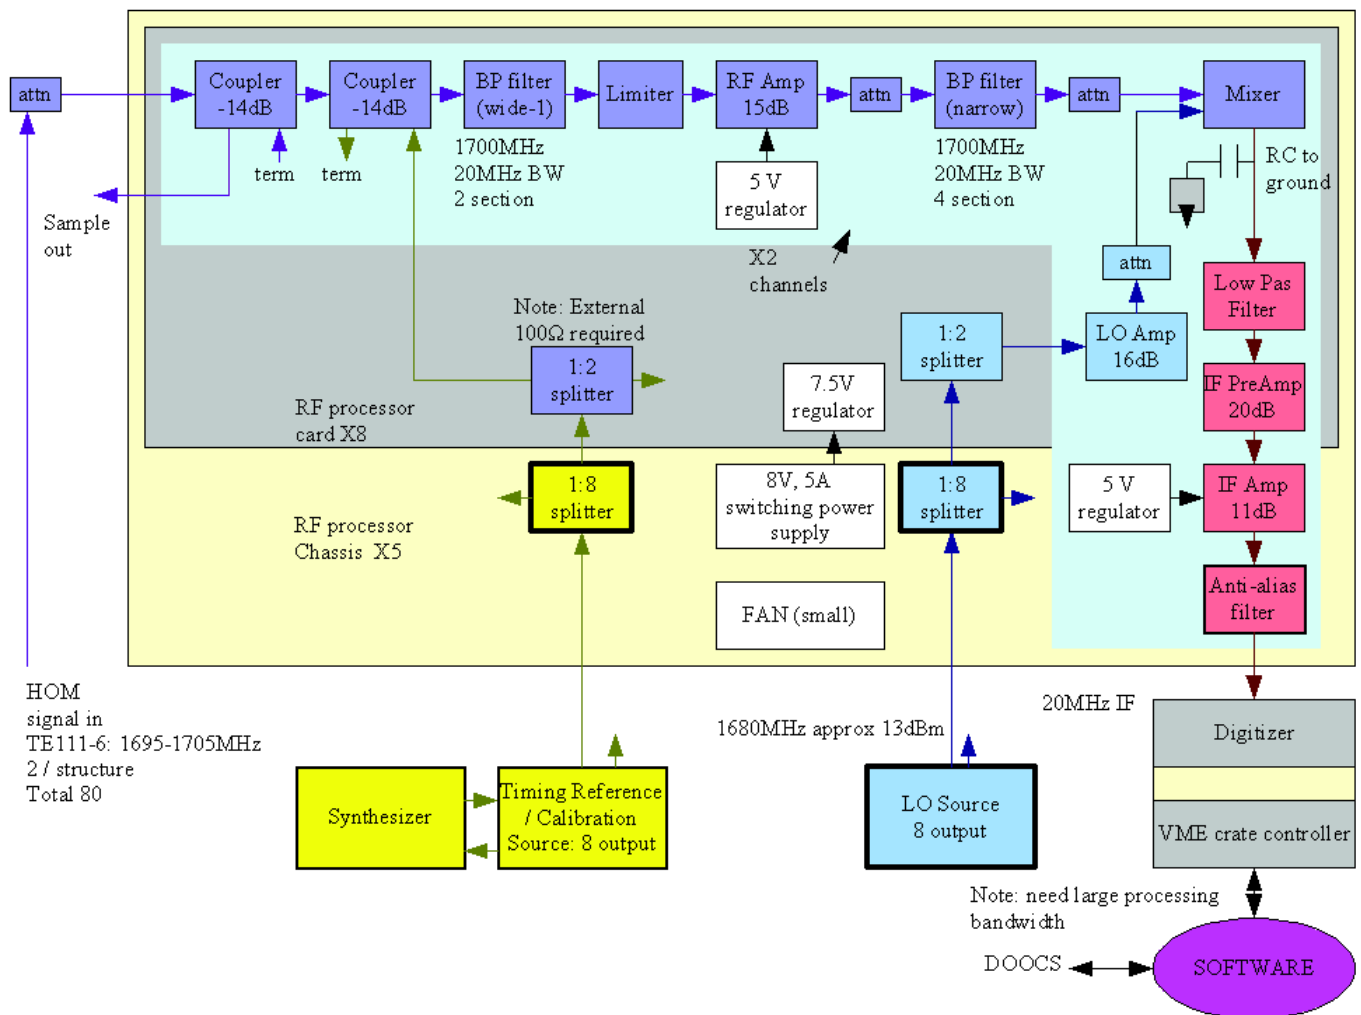 attn
Coupler
-14dB
Coupler
-14dB
BP filter
(wide-1)
Limiter
RF Amp
15dB
attn
BP filter
(narrow)
attn
Mixer
term
term
1700MHz
20MHz BW
2 section
5 V
regulator
1700MHz
20MHz BW
4 section
RC to
ground
Sample
out
X2
channels
attn
Low Pas
Filter
Note: External
100Ω required
1:2
splitter
1:2
splitter
LO Amp
16dB
7.5V
regulator
IF PreAmp
20dB
RF processor
card X8
1:8
splitter
8V, 5A
switching power
supply
1:8
splitter
5 V
regulator
IF Amp
11dB
RF processor
Chassis X5
FAN (small)
Anti-alias
filter
HOM
signal in
TE111-6: 1695-1705MHz
2 / structure
Total 80
1680MHz approx 13dBm
20MHz IF
Digitizer
Synthesizer
Timing Reference
/ Calibration
Source: 8 output
LO Source
8 output
VME crate controller
Note: need large processing
bandwidth
DOOCS
SOFTWARE